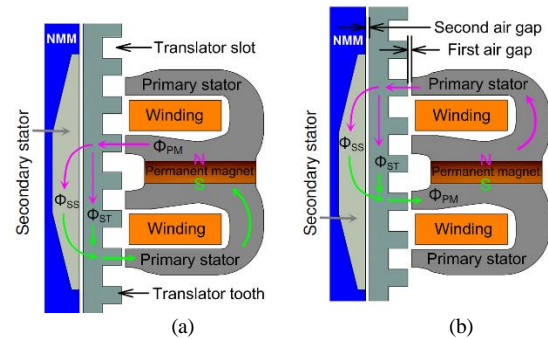 NMM
Translator slot
Primary stator
Winding
ΦPM
N
Permanent magnet
S
ΦSS
ΦST
Winding
Primary stator
Translator tooth
Secondary stator
(a)
NMM
Second air gap
First air gap
Primary stator
Winding
N
Permanent magnet
S
ΦSS
ΦST
ΦPM
Winding
Primary stator
Secondary stator
(b)